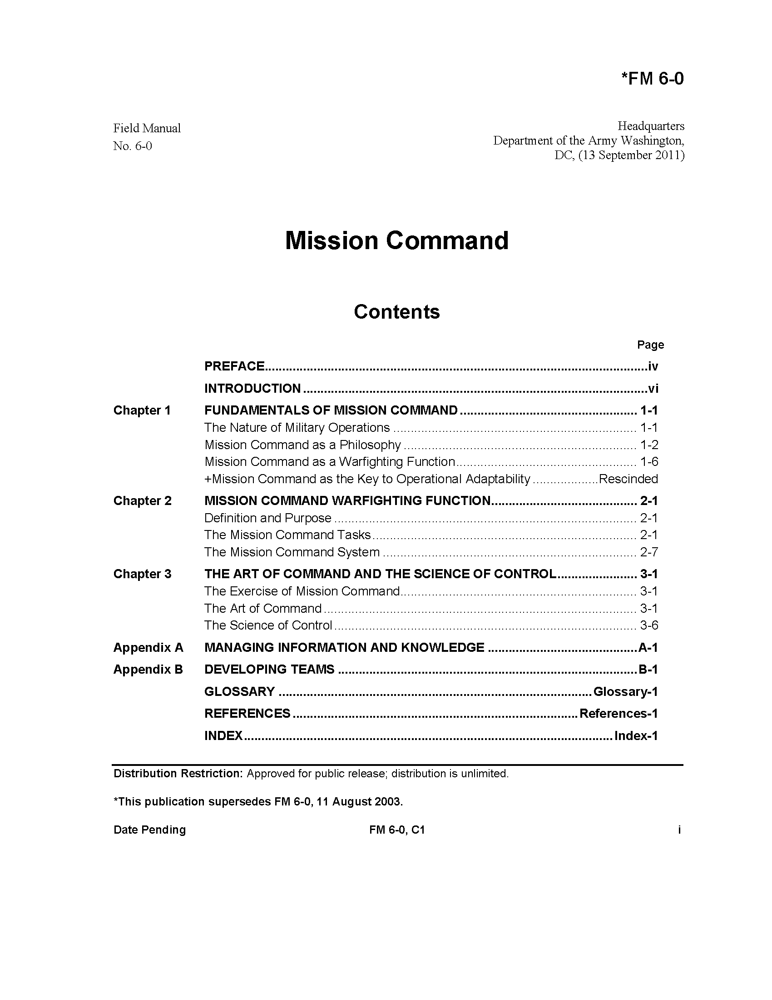 *FM 6-0
Field Manual
No. 6-0
Headquarters
Department of the Army Washington,
DC, (13 September 2011)
Mission Command
Contents
Page
PREFACE............................................................iv
INTRODUCTION............................................................vi
Chapter 1 FUNDAMENTALS OF MISSION COMMAND.................................................... 1-1
The Nature of Military Operations.................................................... 1-1
Mission Command as a Philosophy.................................................... 1-2
Mission Command as a Warfighting Function.................................................... 1-6
+Mission Command as the Key to Operational Adaptability...................Rescinded
Chapter 2 MISSION COMMAND WARFIGHTING FUNCTION.......................................... 2-1
Definition and Purpose.................................................... 2-1
The Mission Command Tasks.................................................... 2-1
The Mission Command System.................................................... 2-7
Chapter 3 THE ART OF COMMAND AND THE SCIENCE OF CONTROL....................... 3-1
The Exercise of Mission Command.................................................... 3-1
The Art of Command.................................................... 3-1
The Science of Control.................................................... 3-6
Appendix A MANAGING INFORMATION AND KNOWLEDGE...........................................A-1
Appendix B DEVELOPING TEAMS....................................................B-1
GLOSSARY....................................................Glossary-1
REFERENCES....................................................References-1
INDEX....................................................Index-1
Distribution Restriction: Approved for public release; distribution is unlimited.
*This publication supersedes FM 6-0, 11 August 2003.
Date Pending FM 6-0, C1 i